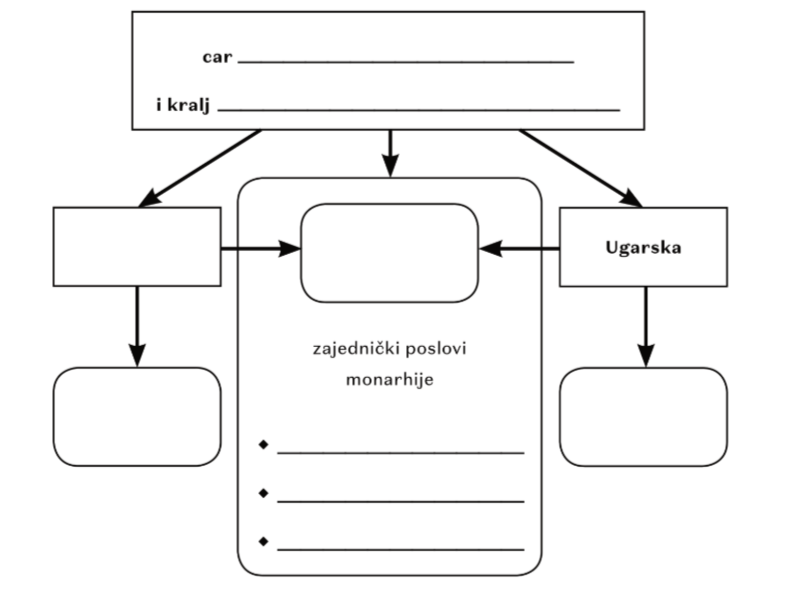 car
i kralj
Ugarska
zajednički poslovi
monarhije